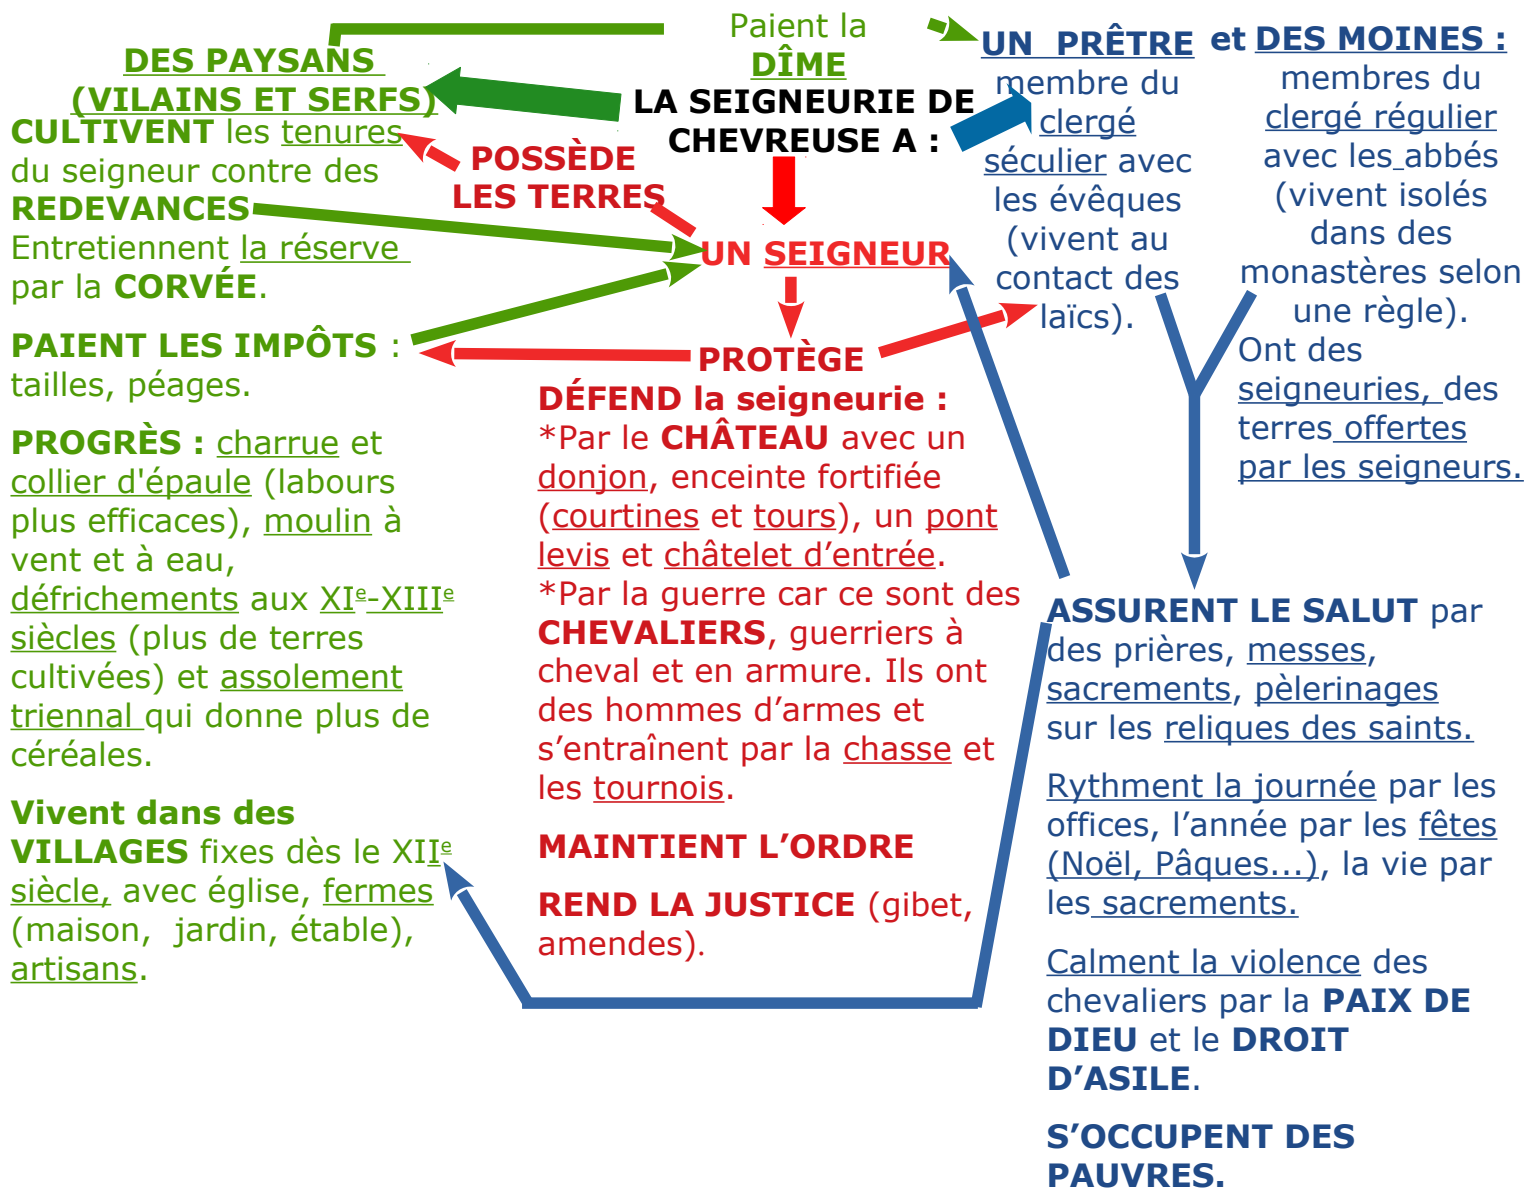 Paient la
DÎME
LA SEIGNEURIE DE
CHEVREUSE A :
DES PAYSANS
(VILAINS ET SERFS)
CULTIVENT les tenures
du seigneur contre des
REDEVANCES
Entretiennent la réserve
par la CORVÉE.
PAIENT LES IMPÔTS :
tailles, péages.
PROGRÈS : charrue et
collier d'épaule (labours
plus efficaces), moulin à
vent et à eau,
défrichements aux XIe-XIIIe
siècles (plus de terres
cultivées) et assolement
triennal qui donne plus de
céréales.
Vivent dans des
VILLAGES fixes dès le XIIe
siècle, avec église, fermes
(maison, jardin, étable),
artisans.
POSSÈDE
LES TERRES
UN SEIGNEUR
PROTÈGE
DÉFEND la seigneurie :
*Par le CHÂTEAU avec un
donjon, enceinte fortifiée
(courtines et tours), un pont
levis et châtelet d’entrée.
*Par la guerre car ce sont des
CHEVALIERS, guerriers à
cheval et en armure. Ils ont
des hommes d’armes et
s’entraînent par la chasse et
les tournois.
MAINTIENT L’ORDRE
REND LA JUSTICE (gibet,
amendes).
UN PRÊTRE
membre du
clergé
séculier avec
les évêques
(vivent au
contact des
laïcs).
et DES MOINES :
membres du
clergé régulier
avec les abbés
(vivent isolés
dans des
monastères selon
une règle).
Ont des
seigneuries, des
terres offertes
par les seigneurs.
ASSURENT LE SALUT par
des prières, messes,
sacrements, pèlerinages
sur les reliques des saints.
Rythment la journée par les
offices, l’année par les fêtes
(Noël, Pâques...), la vie par
les sacrements.
Calment la violence des
chevaliers par la PAIX DE
DIEU et le DROIT
D’ASILE.
S’OCCUPENT DES
PAUVRES.